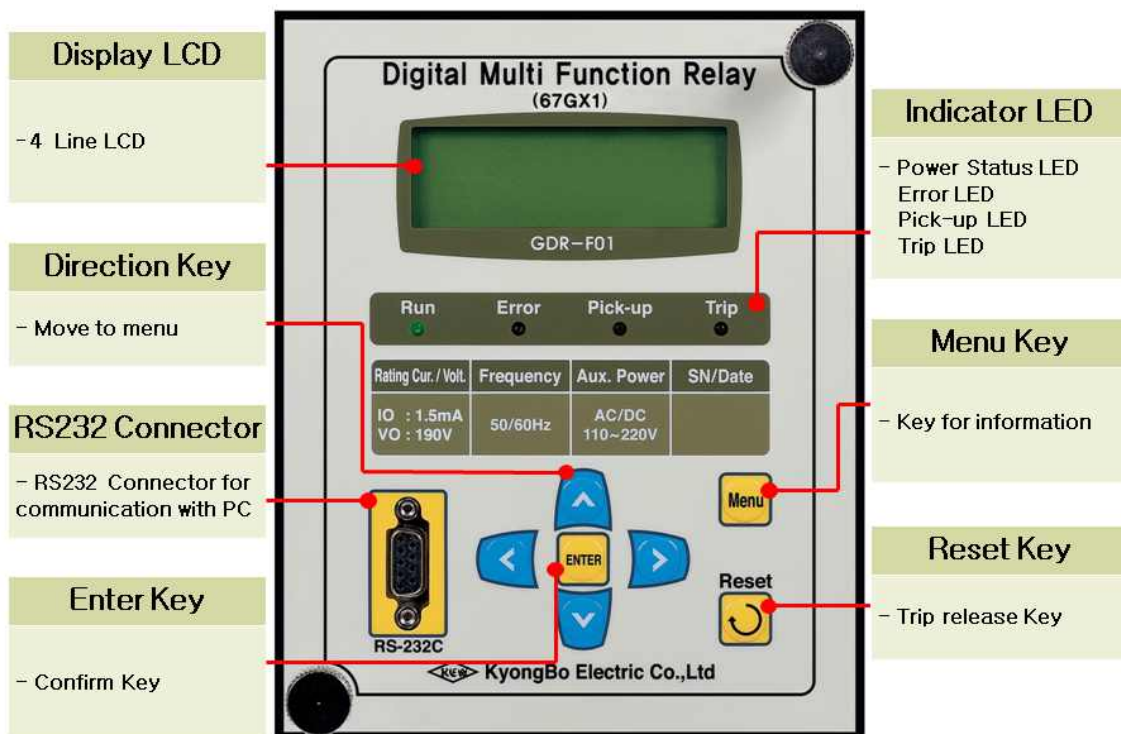 Display LCD
- 4 Line LCD
Direction Key
- Move to menu
RS232 Connector
- RS232 Connector for
communication with PC
Enter Key
- Confirm Key
Digital Multi Function Relay
(67GX1)
GDR-F01
Run Error Pick-up Trip
Rating Cur. / Volt. Frequency Aux. Power SN/Date
IO : 1.5mA
VO : 190V
50/60Hz
AC/DC
110~220V
Menu
ENTER
Reset
RS-232C
KEW KyongBo Electric Co.,Ltd
Indicator LED
- Power Status LED
Error LED
Pick-up LED
Trip LED
Menu Key
- Key for information
Reset Key
- Trip release Key